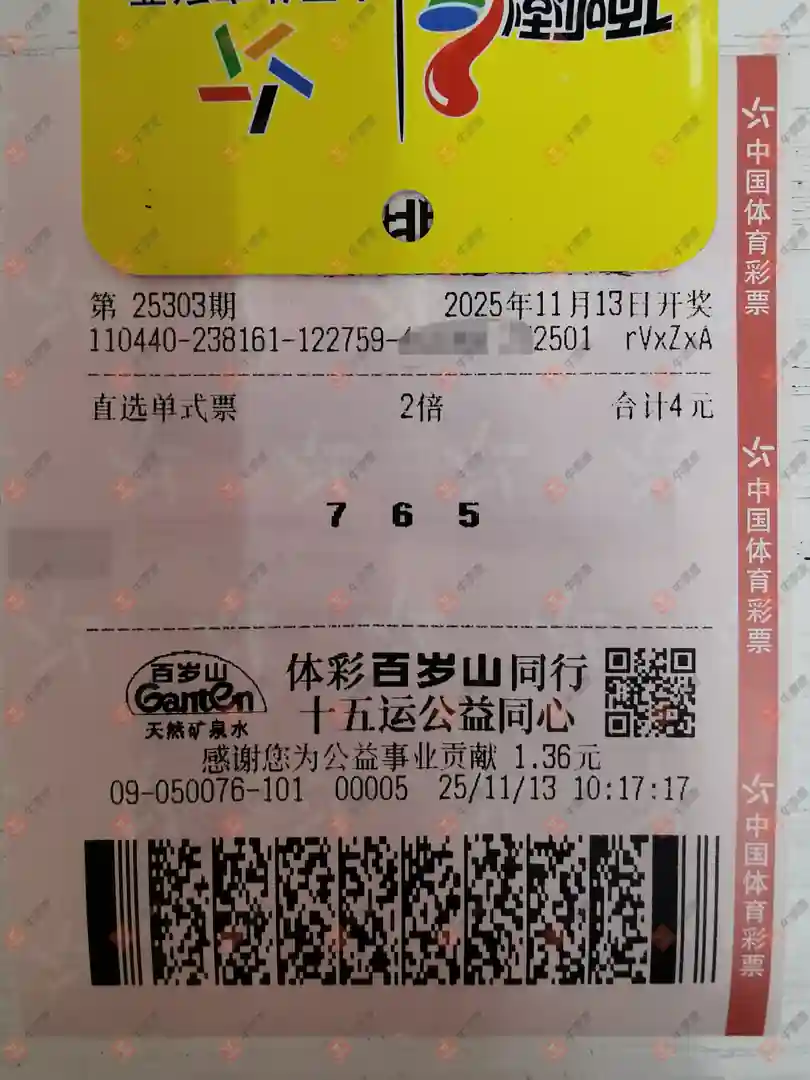 第 25303期 2025年11月13日开奖
110440-238161-122759- 2501 rVxZxA
直选单式票 2倍 合计4元
7 6 5
百岁山
Ganten
天然矿泉水
体彩百岁山同行
十五运公益同心
感谢您为公益事业贡献 1.36元
09-050076-101 00005 25/11/13 10:17:17
中国体育彩票
中国体育彩票
中国体育彩票